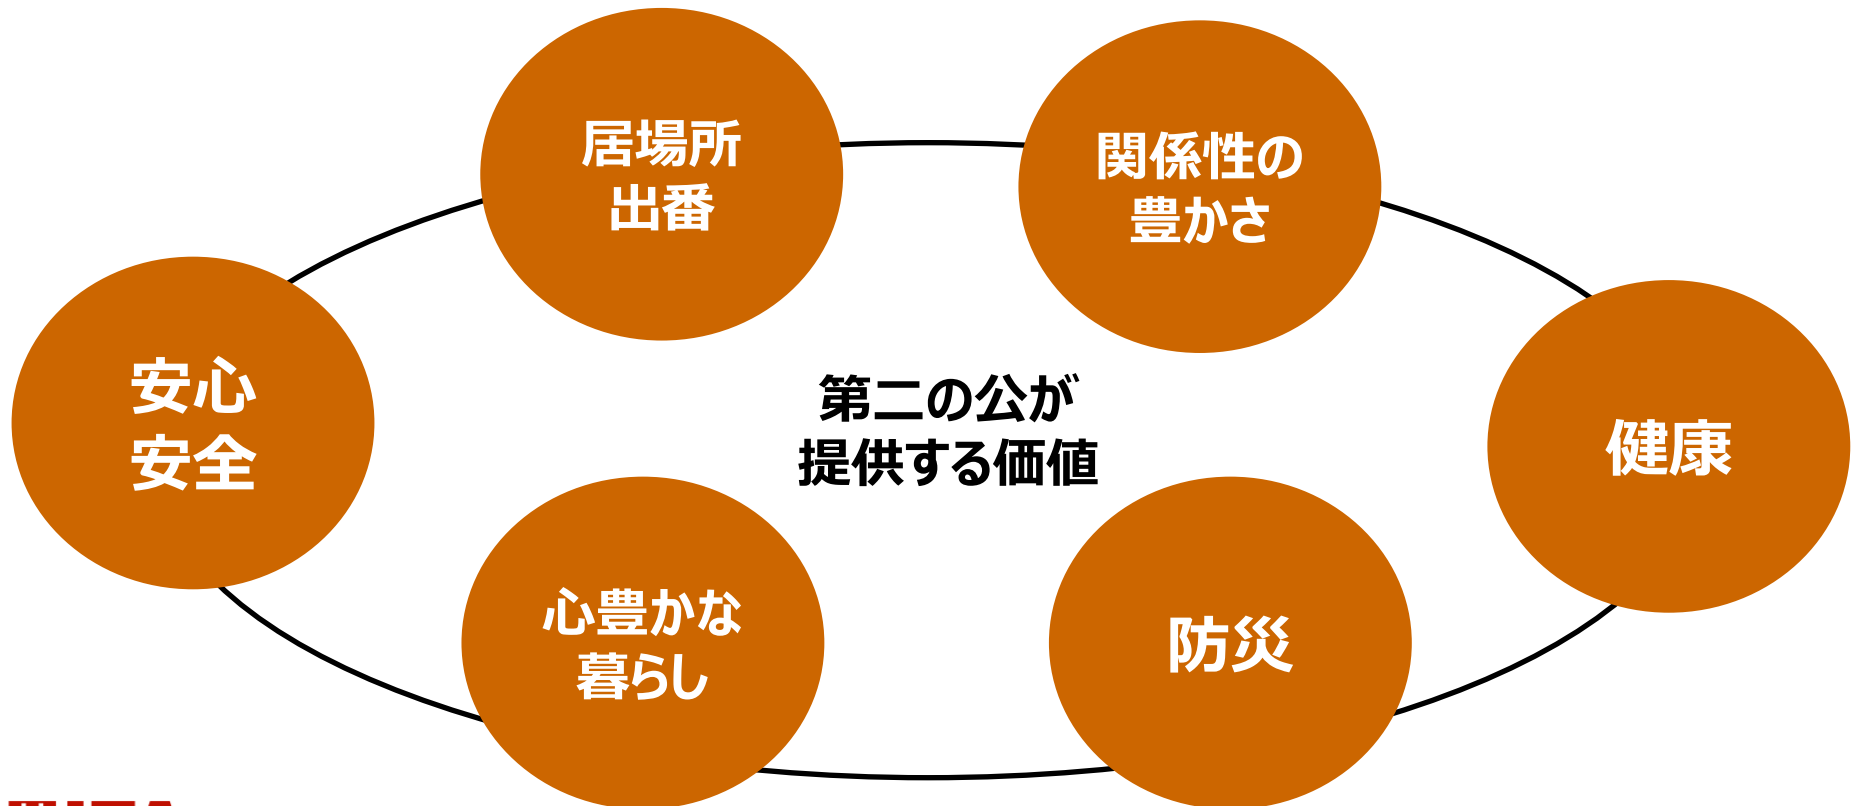 居場所
出番
関係性の
豊かさ
安心
安全
第二の公が
提供する価値
健康
心豊かな
暮らし
防災